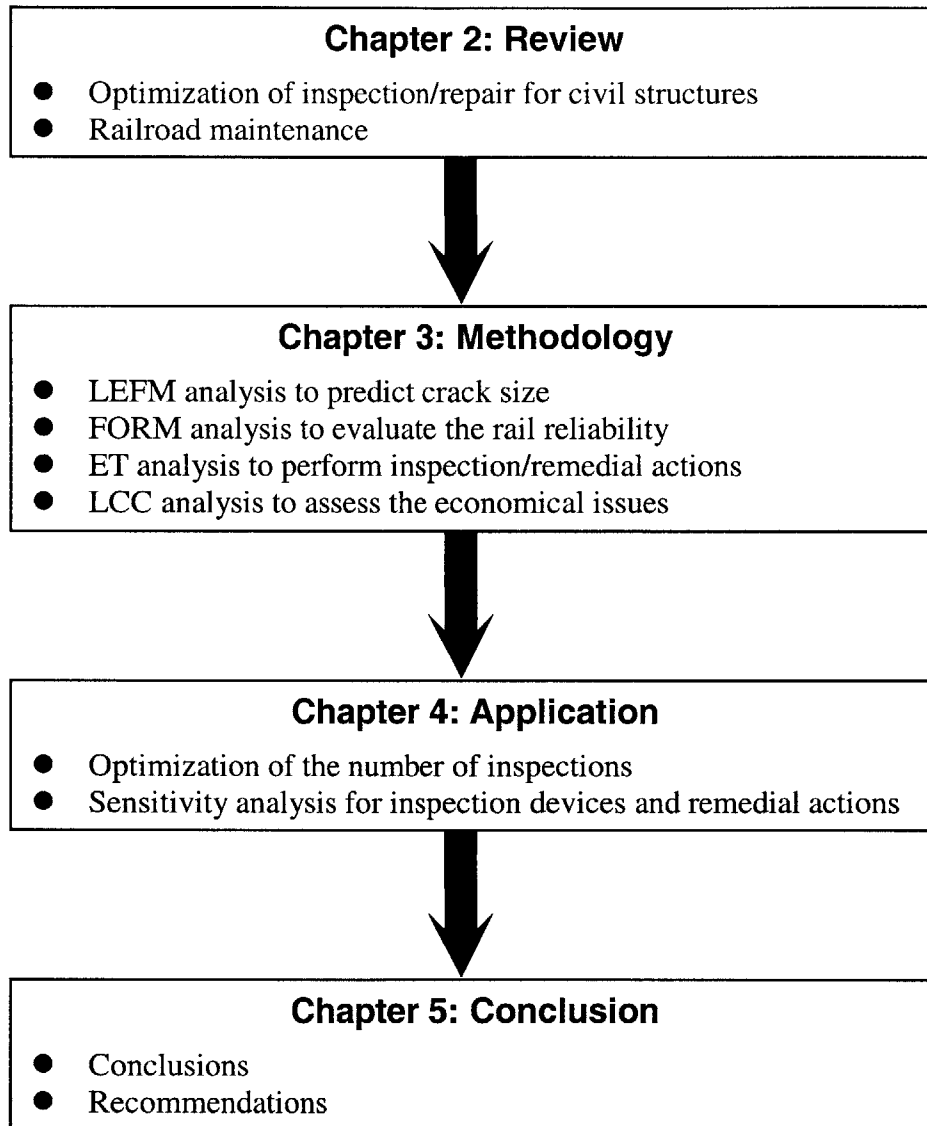 Chapter 2: Review
● Optimization of inspection/repair for civil structures
● Railroad maintenance
Chapter 3: Methodology
● LEFM analysis to predict crack size
● FORM analysis to evaluate the rail reliability
● ET analysis to perform inspection/remedial actions
● LCC analysis to assess the economical issues
Chapter 4: Application
● Optimization of the number of inspections
● Sensitivity analysis for inspection devices and remedial actions
Chapter 5: Conclusion
● Conclusions
● Recommendations